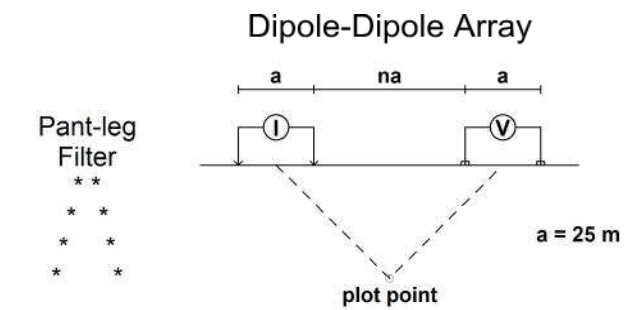 Dipole-Dipole Array
a na a
I V
Pant-leg
Filter
* *
* *
* *
* *
a = 25 m
plot point